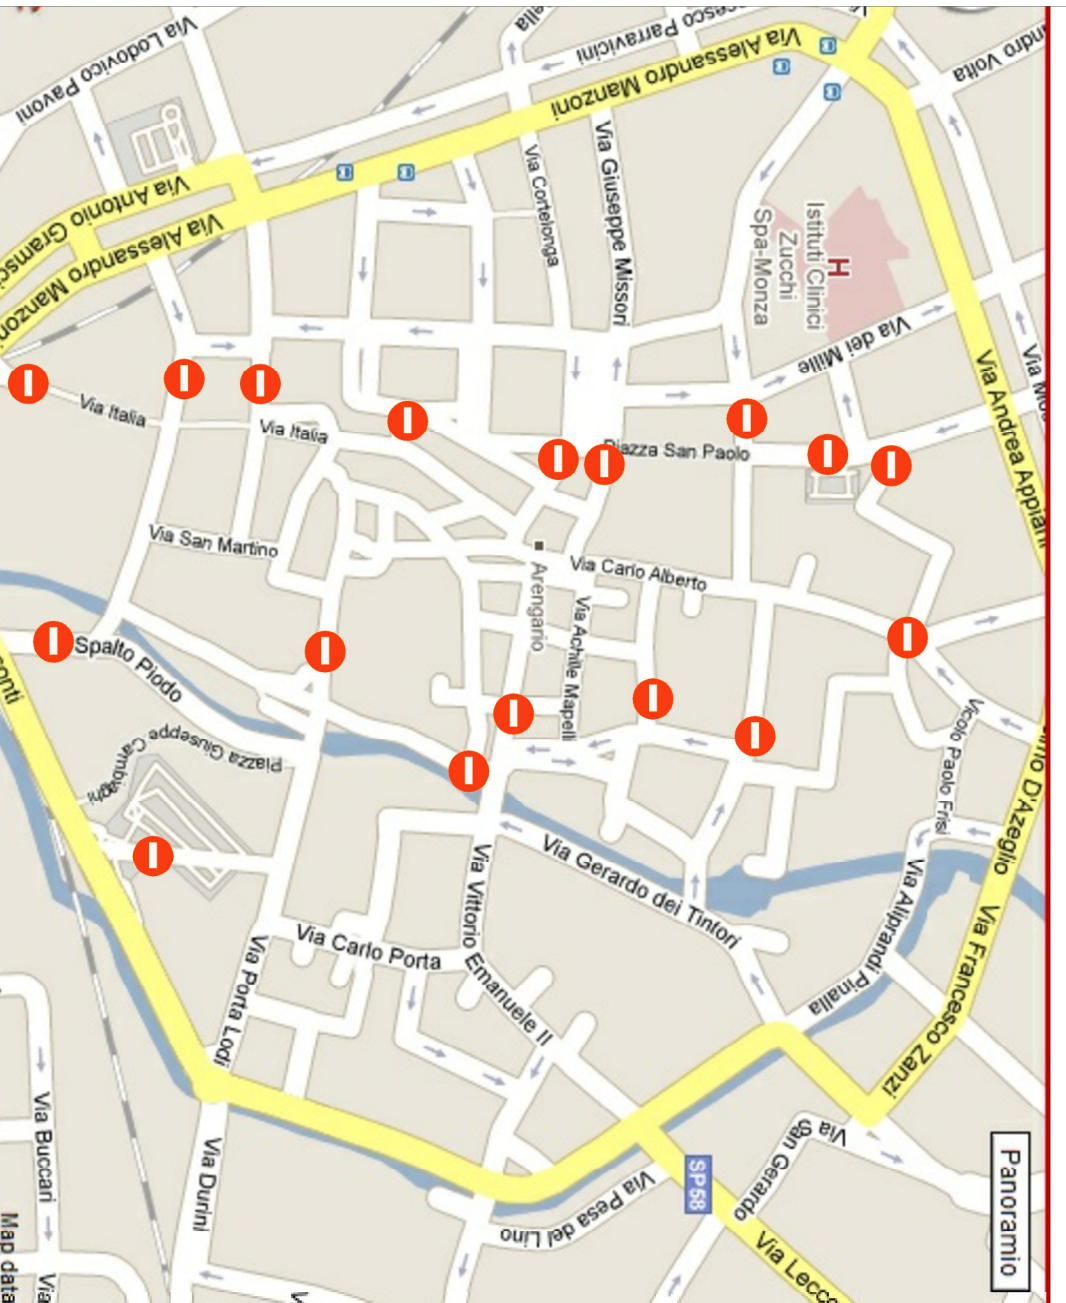 Via Lodovico Pavoni
Parravicini
Via Alessandro Manzoni
Via Antonio Gramsci
Via Alessandro Manzoni
Via Cortelonga
Via Giuseppe Missori
Istituti Clinici
Zucchi
Spa-Monza
H
Via dei Mille
Via Andrea Appiani
Via Italia
Via Italia
Piazza San Paolo
Via San Martino
Via Carlo Alberto
Arengario
Via Achille Mapelli
Spalto Piodo
Piazza Giuseppe
Cambiaghi
Vicolo Paolo Frisi
Via Gerardo dei Tintori
Via Vittorio Emanuele II
Via Aliprandi Pinalla
D'Azeglio
Via Francesco Zanzi
Via Carlo Porta
Via Porta Lodi
Via Buccari
Via Durini
Via San Gerardo
Via Pesa del Lino
SP58
Via Lecco
Panoramio
Map data
Via